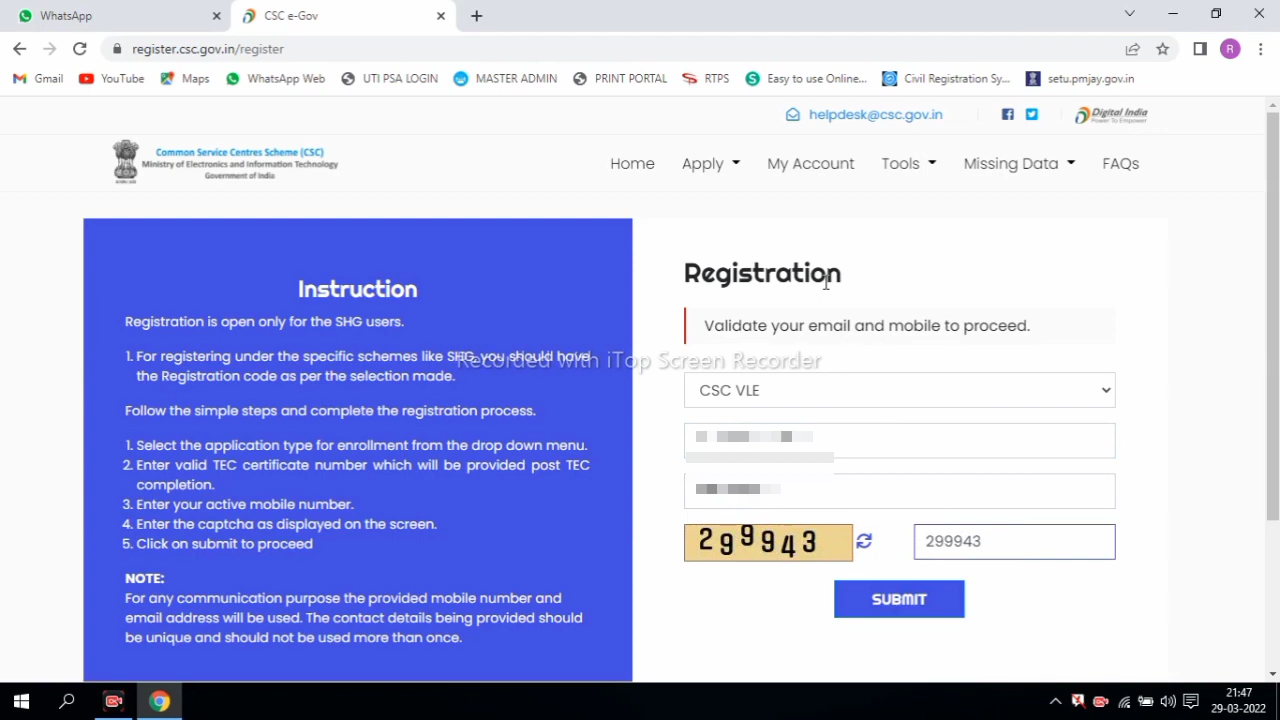 WhatsApp
CSC e-Gov
register.csc.gov.in/register
R
Gmail
YouTube
Maps
WhatsApp Web
UTI PSA LOGIN
MASTER ADMIN
PRINT PORTAL
RTPS
Easy to use Online...
Civil Registration Sy...
setu.pmjay.gov.in
helpdesk@csc.gov.in
Digital India
Power To Empower
Common Service Centres Scheme (CSC)
Ministry of Electronics and Information Technology
Government of India
Home
Apply
My Account
Tools
Missing Data
FAQs
Instruction
Registration is open only for the SHG users.
1. For registering under the specific schemes like SHG, you should have
the Registration code as per the selection made.
Follow the simple steps and complete the registration process.
1. Select the application type for enrollment from the drop down menu.
2. Enter valid TEC certificate number which will be provided post TEC
completion.
3. Enter your active mobile number.
4. Enter the captcha as displayed on the screen.
5. Click on submit to proceed
NOTE:
For any communication purpose the provided mobile number and
email address will be used. The contact details being provided should
be unique and should not be used more than once.
Registration
Validate your email and mobile to proceed.
Recorded with iTop Screen Recorder
CSC VLE
299943
299943
SUBMIT
21:47
29-03-2022